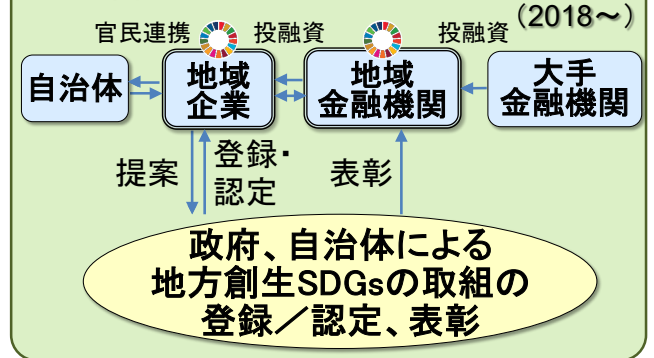 （2018～）
官民連携
投融資
投融資
自治体
地域
企業
地域
金融機関
大手
金融機関
提案
登録・
認定
表彰
政府、自治体による
地方創生SDGsの取組の
登録／認定、表彰